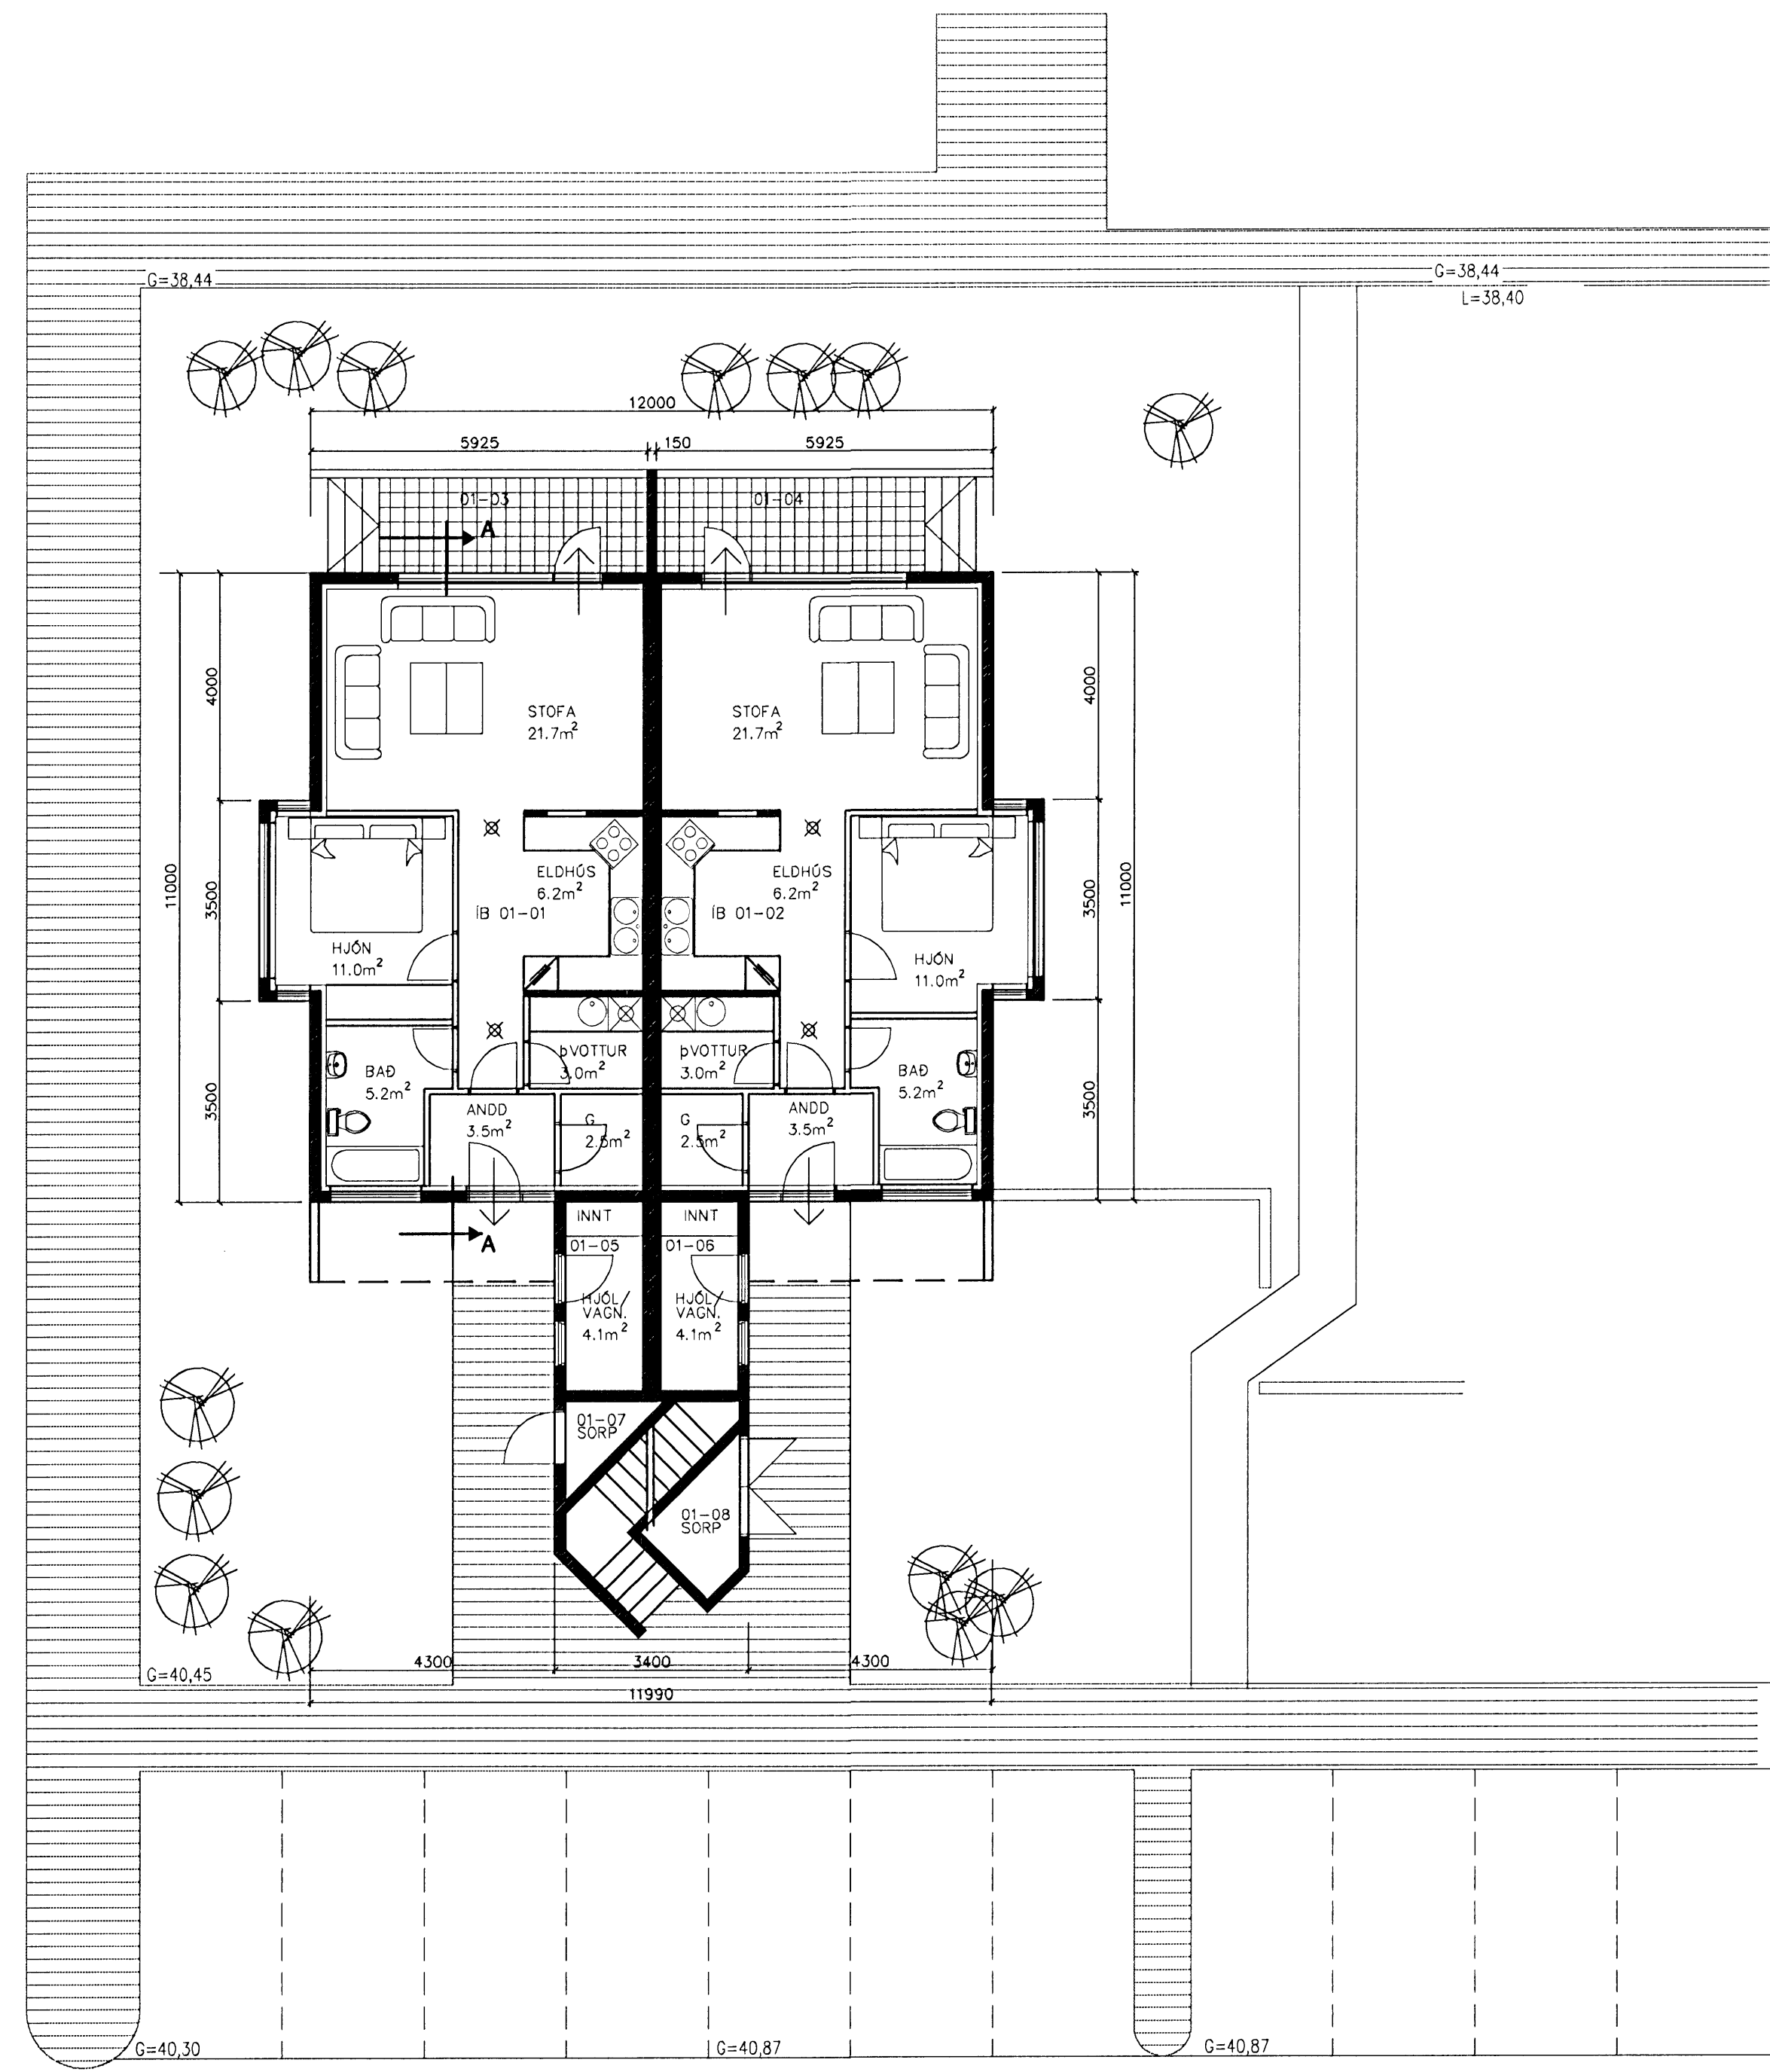 G=38,44
G=38,44
L=38,40
12000
5925
150
5925
01-03
01-04
A
4000
4000
STOFA
21.7m²
STOFA
21.7m²
11000
3500
ELDHÚS
6.2m²
ÍB 01-01
ELDHÚS
6.2m²
ÍB 01-02
3500
11000
HJÓN
11.0m²
HJÓN
11.0m²
ÞVOTTUR
3.0m²
ÞVOTTUR
3.0m²
BAÐ
5.2m²
BAÐ
5.2m²
3500
3500
ANDD
3.5m²
G
2.5m²
G
2.5m²
ANDD
3.5m²
INNT
INNT
A
01-05
01-06
HJÓL/
VAGN.
4.1m²
HJÓL/
VAGN.
4.1m²
01-07
SORP
01-08
SORP
4300
3400
4300
G=40,45
11990
G=40,30
G=40,87
G=40,87